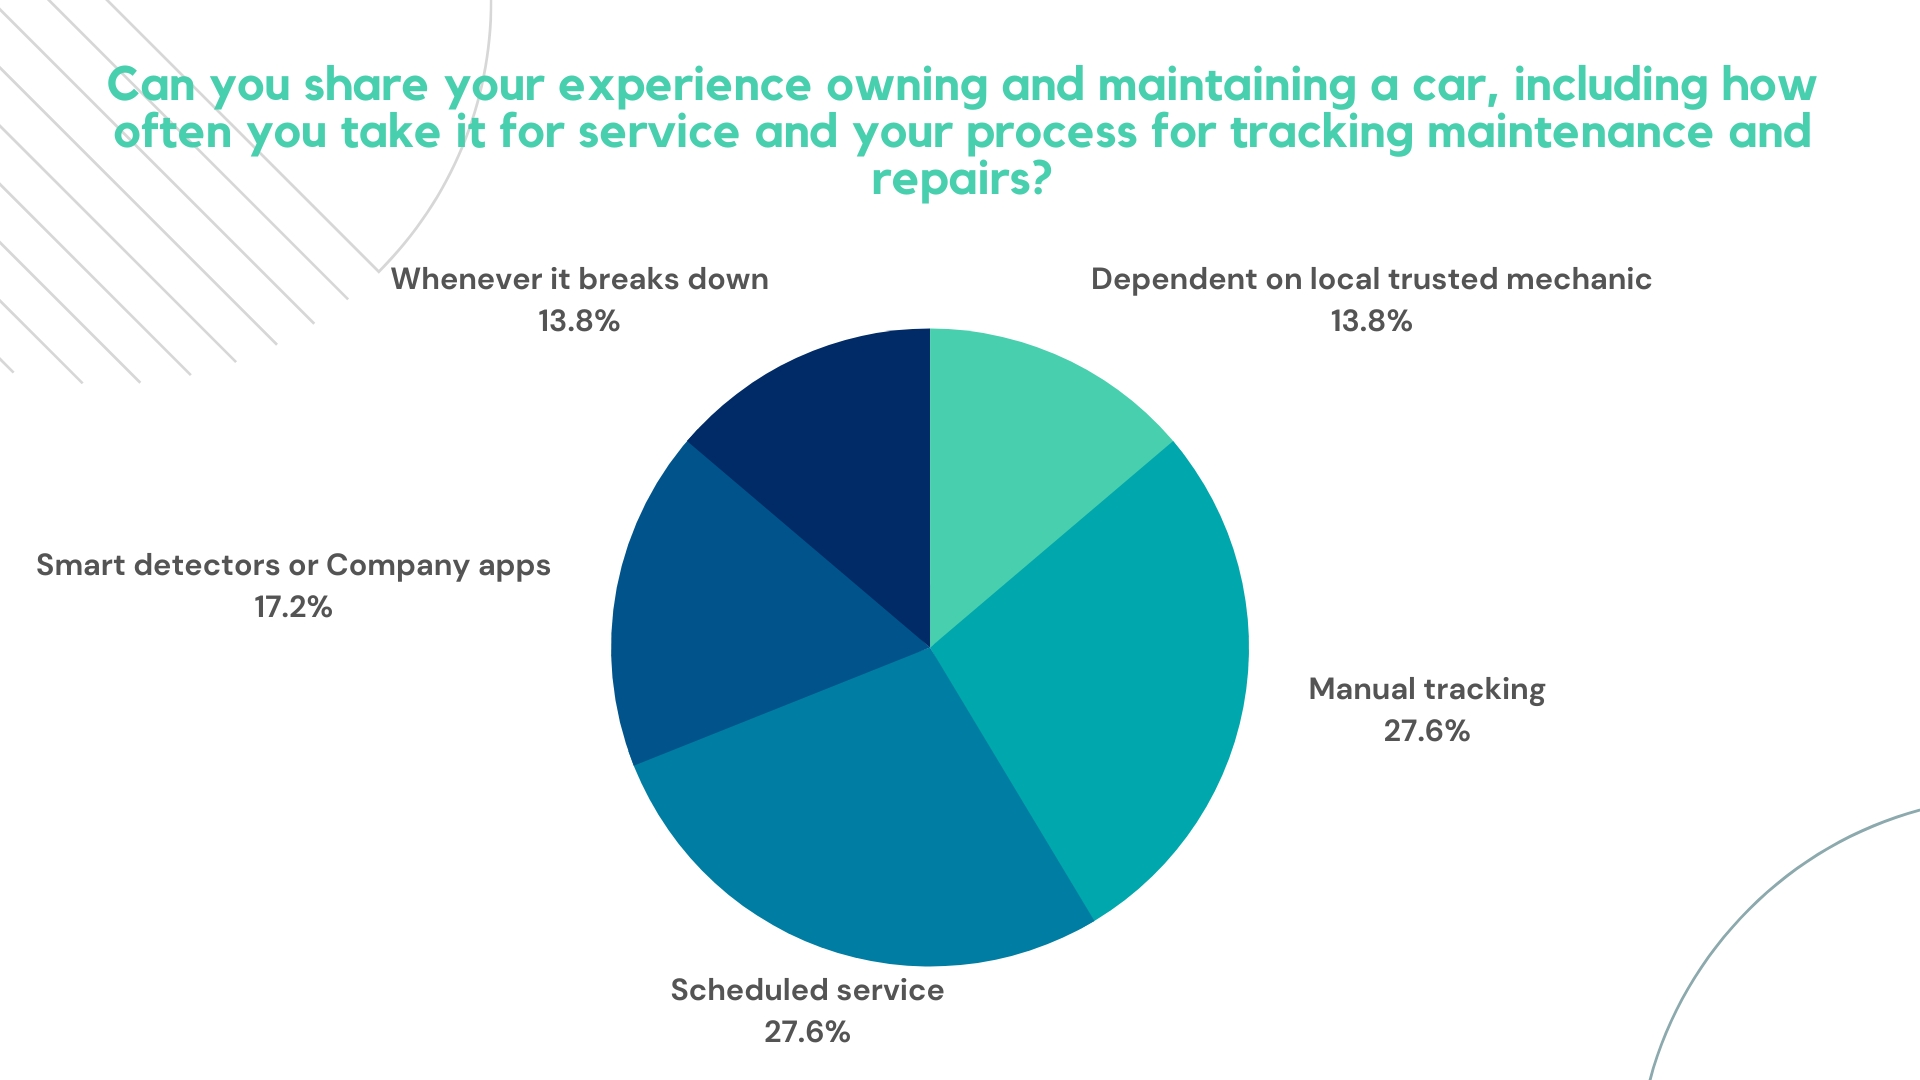 Can you share your experience owning and maintaining a car, including how
often you take it for service and your process for tracking maintenance and
repairs?
Whenever it breaks down
13.8%
Dependent on local trusted mechanic
13.8%
Smart detectors or Company apps
17.2%
Manual tracking
27.6%
Scheduled service
27.6%